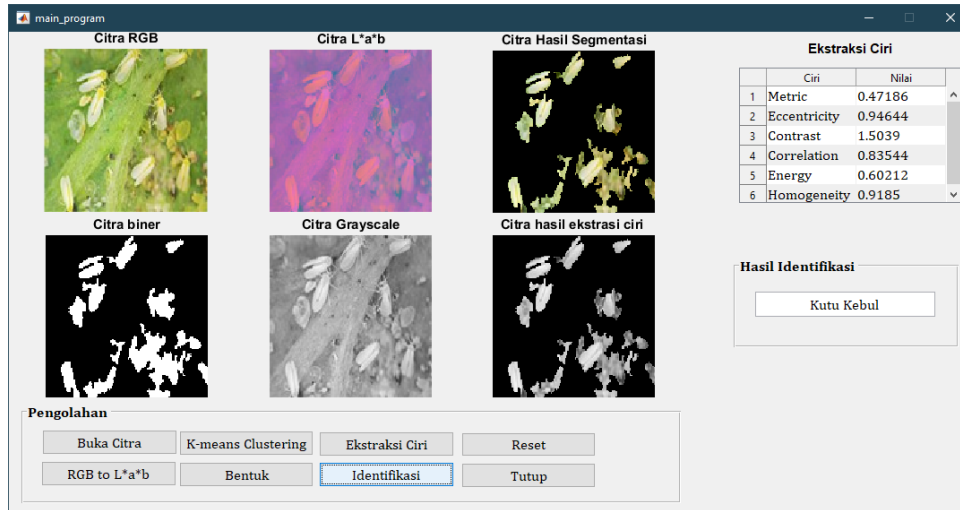 main_program
Citra RGB
Citra L*a*b
Citra Hasil Segmentasi
Citra biner
Citra Grayscale
Citra hasil ekstrasi ciri
Ekstraksi Ciri
Ciri Nilai
1 Metric 0.47186
2 Eccentricity 0.94644
3 Contrast 1.5039
4 Correlation 0.83544
5 Energy 0.60212
6 Homogeneity 0.9185
Hasil Identifikasi
Kutu Kebul
Pengolahan
Buka Citra
K-means Clustering
Ekstraksi Ciri
Reset
RGB to L*a*b
Bentuk
Identifikasi
Tutup